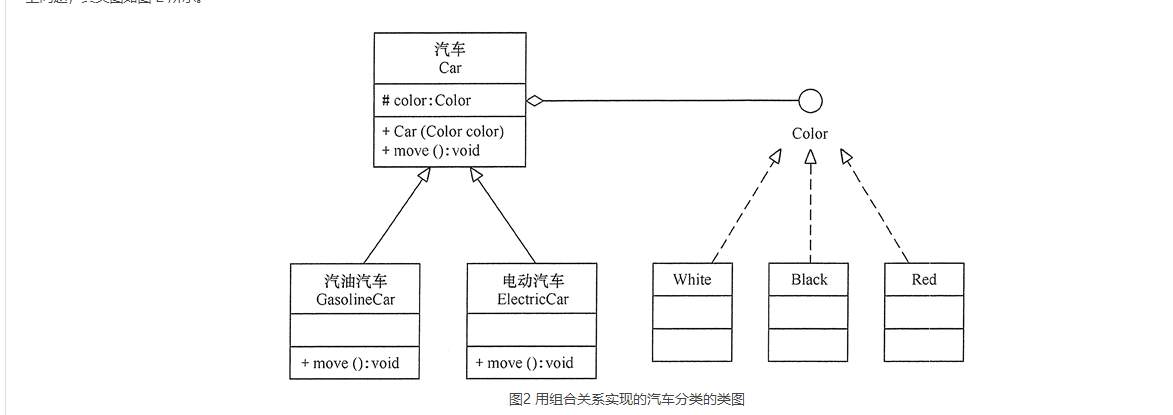 汽车
Car
# color:Color
+ Car (Color color)
+ move ():void
Color
汽油汽车
GasolineCar
+ move ():void
电动汽车
ElectricCar
+ move ():void
White
Black
Red
图2 用组合关系实现的汽车分类的类图